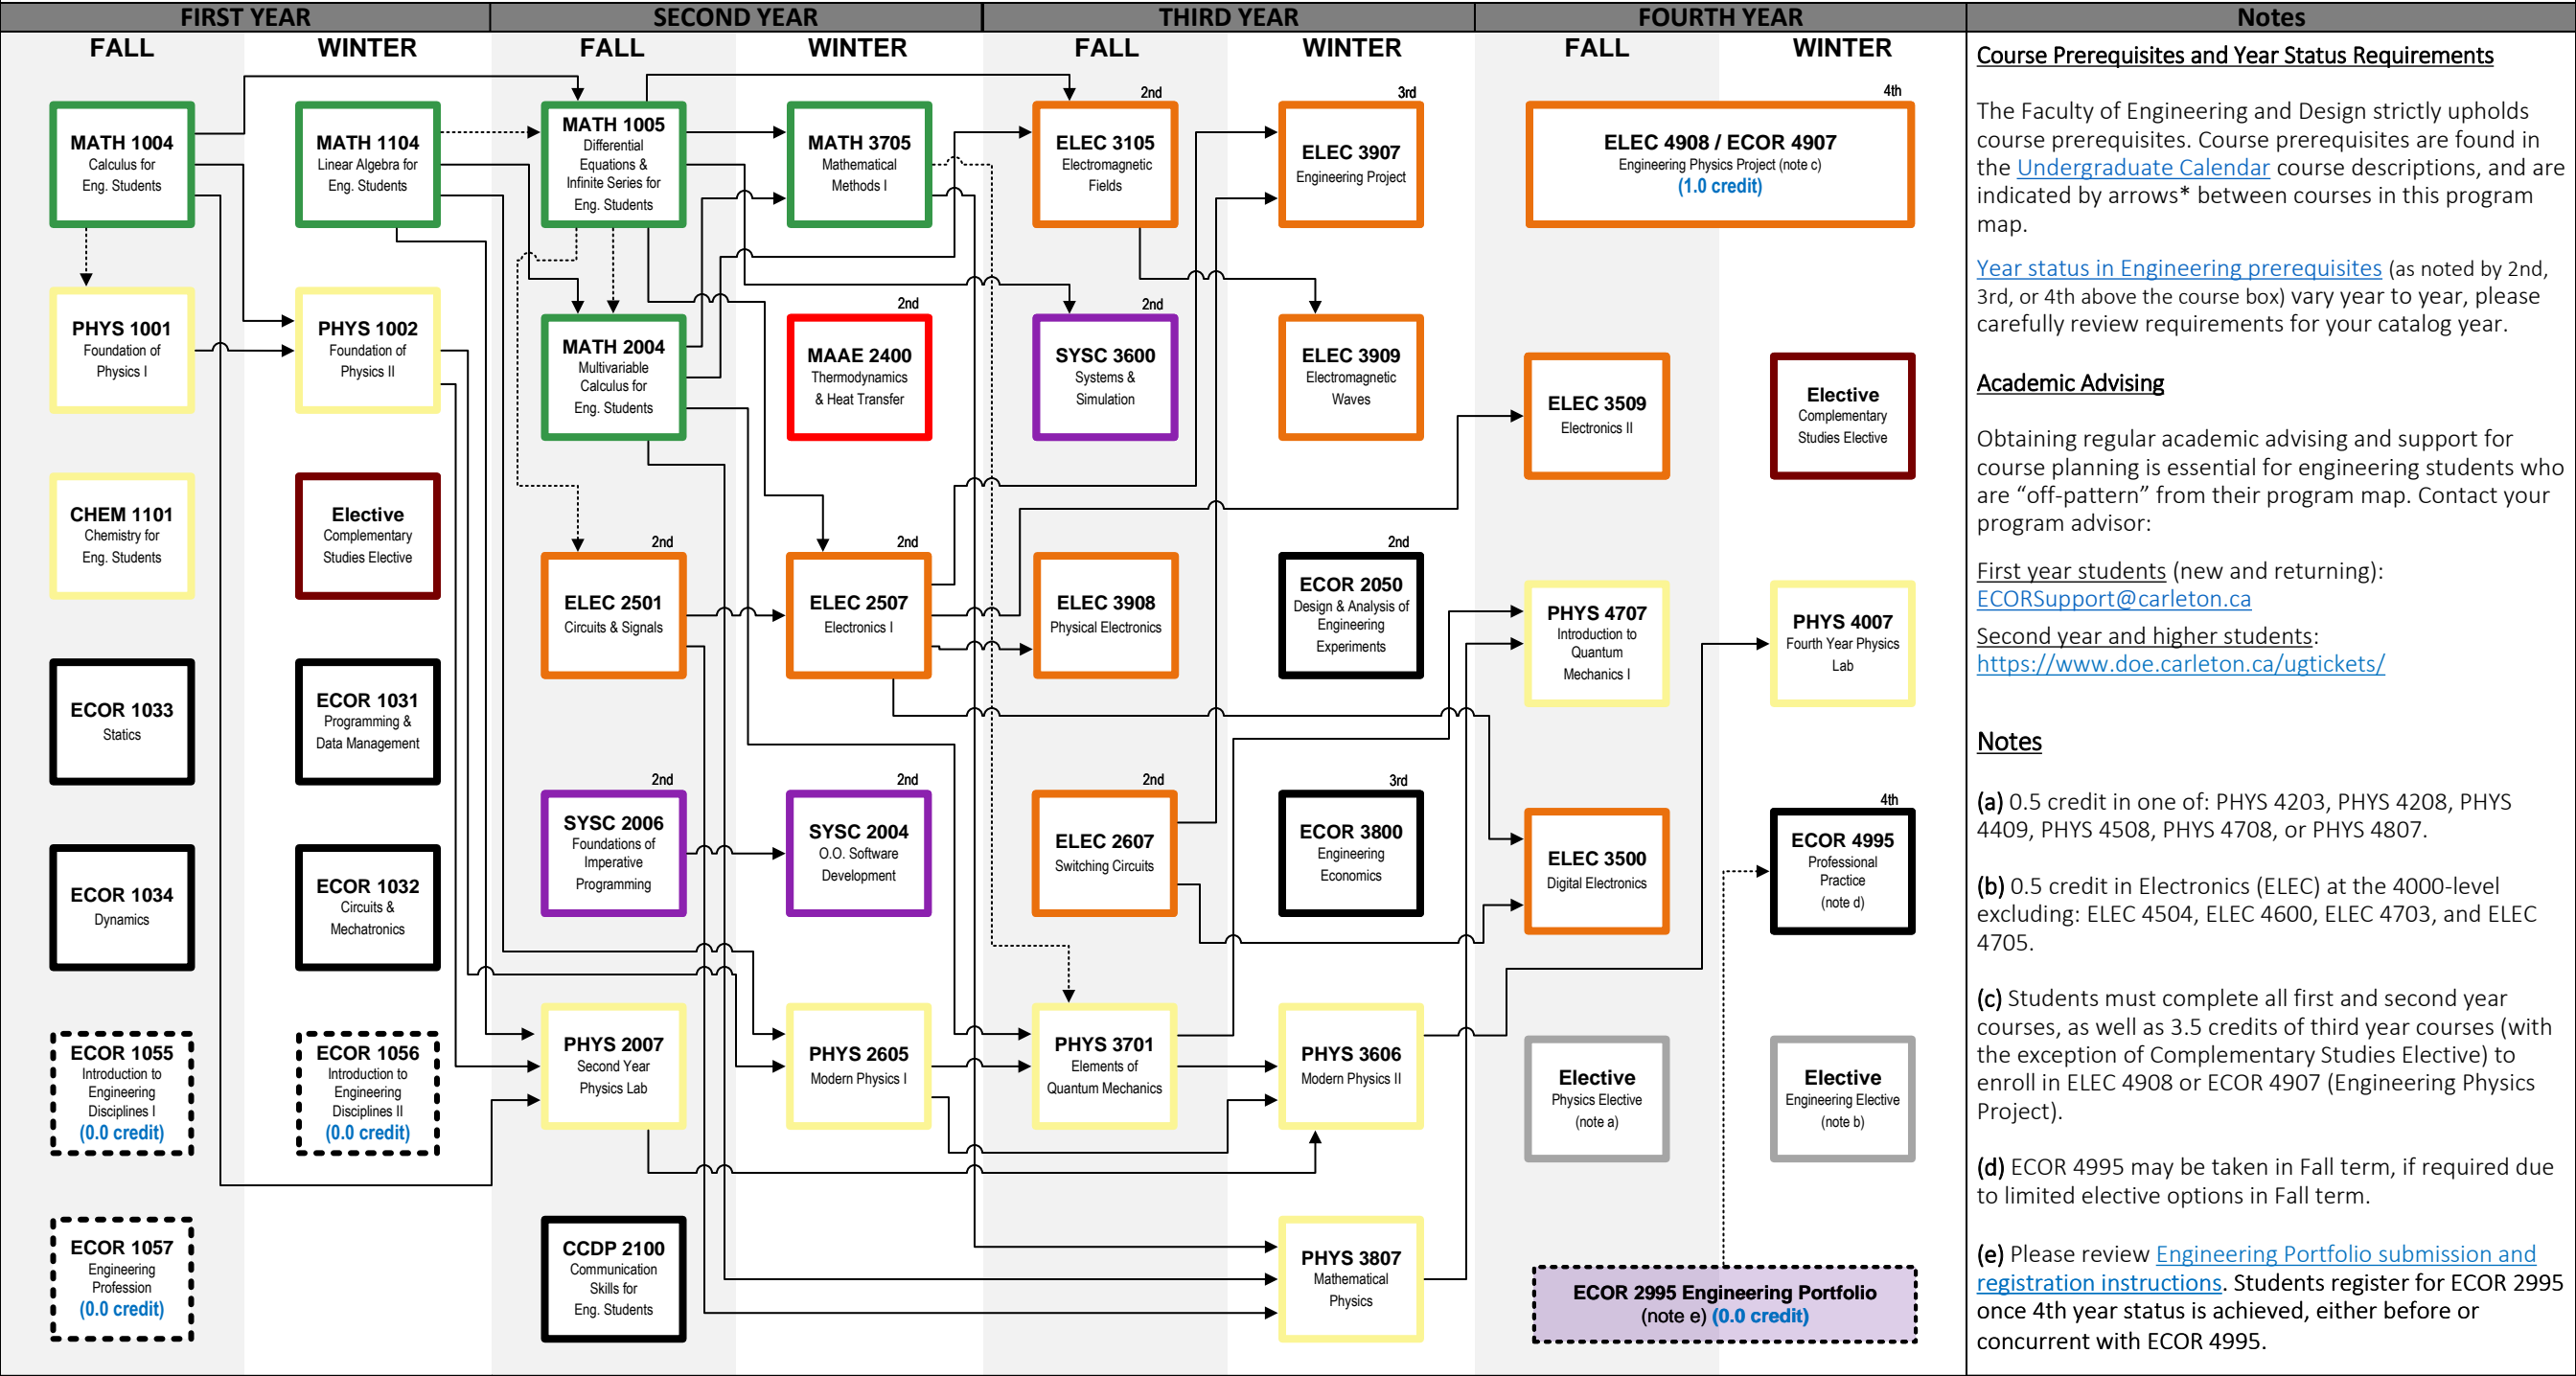 FIRST YEAR
SECOND YEAR
THIRD YEAR
FOURTH YEAR
Notes
FALL
WINTER
FALL
WINTER
FALL
WINTER
FALL
WINTER
MATH 1004
Calculus for
Eng. Students
PHYS 1001
Foundation of
Physics I
CHEM 1101
Chemistry for
Eng. Students
ECOR 1033
Statics
ECOR 1034
Dynamics
ECOR 1055
Introduction to
Engineering
Disciplines I
(0.0 credit)
ECOR 1057
Engineering
Profession
(0.0 credit)
MATH 1104
Linear Algebra for
Eng. Students
PHYS 1002
Foundation of
Physics II
Elective
Complementary
Studies Elective
ECOR 1031
Programming &
Data Management
ECOR 1032
Circuits &
Mechatronics
ECOR 1056
Introduction to
Engineering
Disciplines II
(0.0 credit)
MATH 1005
Differential
Equations &
Infinite Series for
Eng. Students
MATH 2004
Multivariable
Calculus for
Eng. Students
2nd
ELEC 2501
Circuits & Signals
2nd
SYSC 2006
Foundations of
Imperative
Programming
PHYS 2007
Second Year
Physics Lab
CCDP 2100
Communication
Skills for
Eng. Students
MATH 3705
Mathematical
Methods I
2nd
MAAE 2400
Thermodynamics
& Heat Transfer
2nd
ELEC 2507
Electronics I
2nd
SYSC 2004
O.O. Software
Development
PHYS 2605
Modern Physics I
2nd
ELEC 3105
Electromagnetic
Fields
2nd
SYSC 3600
Systems &
Simulation
ELEC 3908
Physical Electronics
2nd
ELEC 2607
Switching Circuits
PHYS 3701
Elements of
Quantum Mechanics
3rd
ELEC 3907
Engineering Project
ELEC 3909
Electromagnetic
Waves
2nd
ECOR 2050
Design & Analysis of
Engineering
Experiments
3rd
ECOR 3800
Engineering
Economics
PHYS 3606
Modern Physics II
PHYS 3807
Mathematical
Physics
4th
ELEC 4908 / ECOR 4907
Engineering Physics Project (note c)
(1.0 credit)
ELEC 3509
Electronics II
PHYS 4707
Introduction to
Quantum
Mechanics I
ELEC 3500
Digital Electronics
Elective
Physics Elective
(note a)
Elective
Complementary
Studies Elective
PHYS 4007
Fourth Year Physics
Lab
4th
ECOR 4995
Professional
Practice
(note d)
Elective
Engineering Elective
(note b)
ECOR 2995 Engineering Portfolio
(note e) (0.0 credit)
Course Prerequisites and Year Status Requirements
The Faculty of Engineering and Design strictly upholds
course prerequisites. Course prerequisites are found in
the Undergraduate Calendar course descriptions, and are
indicated by arrows* between courses in this program
map.
Year status in Engineering prerequisites (as noted by 2nd,
3rd, or 4th above the course box) vary year to year, please
carefully review requirements for your catalog year.
Academic Advising
Obtaining regular academic advising and support for
course planning is essential for engineering students who
are “off-pattern” from their program map. Contact your
program advisor:
First year students (new and returning):
ECORSupport@carleton.ca
Second year and higher students:
https://www.doe.carleton.ca/ugtickets/
Notes
(a) 0.5 credit in one of: PHYS 4203, PHYS 4208, PHYS
4409, PHYS 4508, PHYS 4708, or PHYS 4807.
(b) 0.5 credit in Electronics (ELEC) at the 4000-level
excluding: ELEC 4504, ELEC 4600, ELEC 4703, and ELEC
4705.
(c) Students must complete all first and second year
courses, as well as 3.5 credits of third year courses (with
the exception of Complementary Studies Elective) to
enroll in ELEC 4908 or ECOR 4907 (Engineering Physics
Project).
(d) ECOR 4995 may be taken in Fall term, if required due
to limited elective options in Fall term.
(e) Please review Engineering Portfolio submission and
registration instructions. Students register for ECOR 2995
once 4th year status is achieved, either before or
concurrent with ECOR 4995.